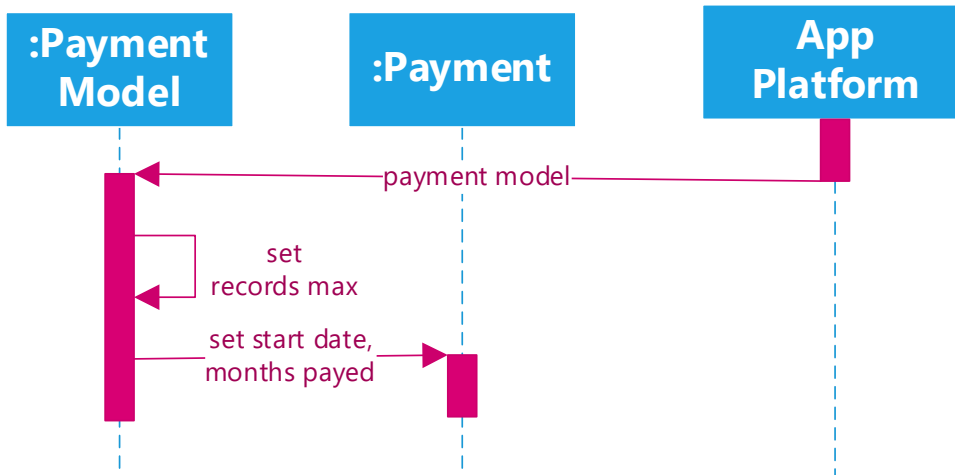 :Payment
Model
:Payment
App
Platform
payment model
set
records max
set start date,
months payed